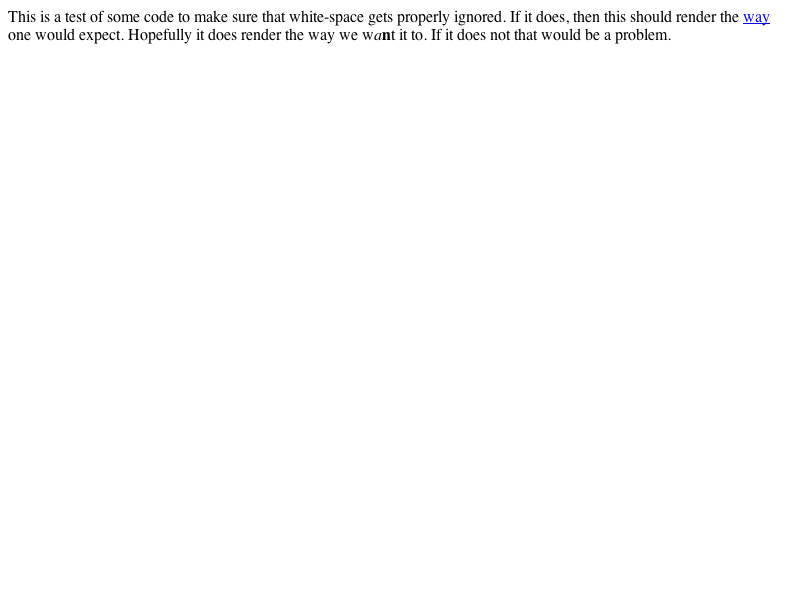 This is a test of some code to make sure that white-space gets properly ignored. If it does, then this should render the way
one would expect. Hopefully it does render the way we want it to. If it does not that would be a problem.